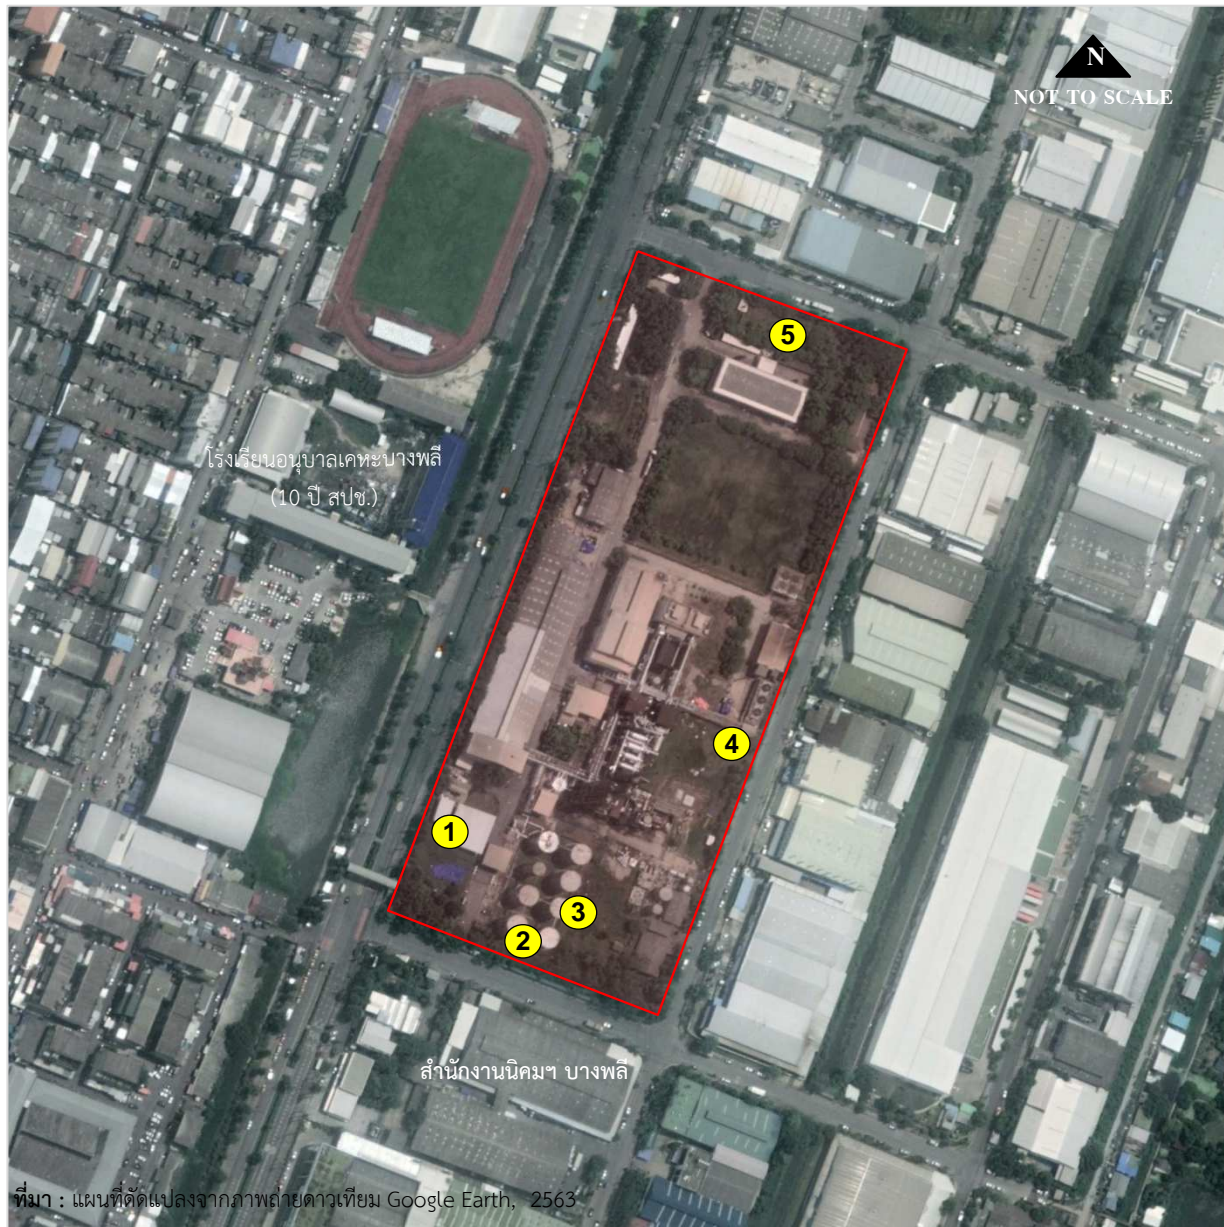 N
NOT TO SCALE
5
โรงเรียนอนุบาลเคหะบางพลี
(10 ปี สปช.)
4
1
3
2
สำนักงานนิคมฯ บางพลี
ที่มา : แผนที่ดัดแปลงจากภาพถ่ายดาวเทียม Google Earth, 2563